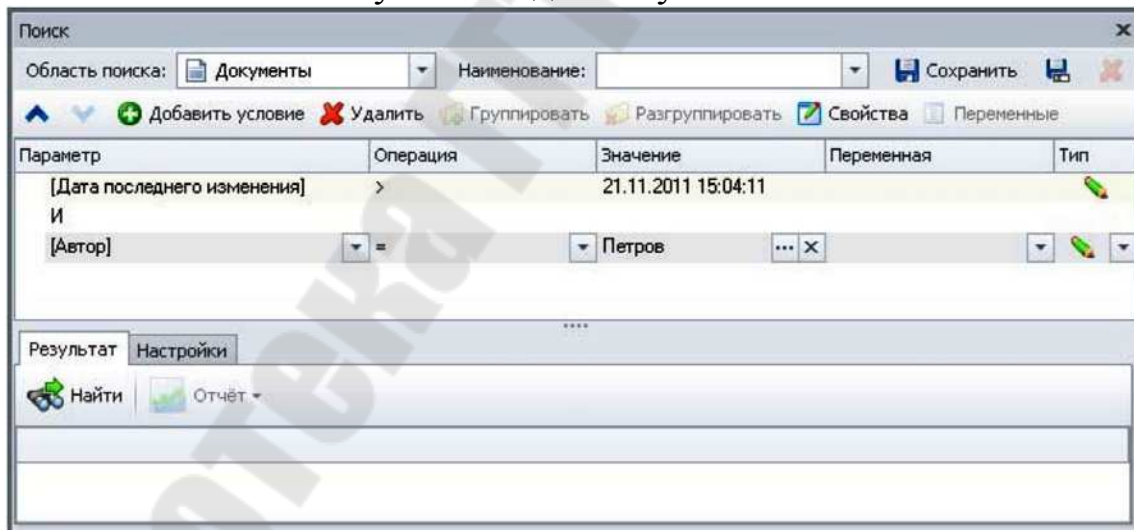 Поиск
Область поиска: Документы Наименование: Сохранить
Добавить условие Удалить Группировать Разгруппировать Свойства Переменные
Параметр Операция Значение Переменная Тип
[Дата последнего изменения] > 21.11.2011 15:04:11
И
[Автор] = Петров
Результат Настройки
Найти Отчёт